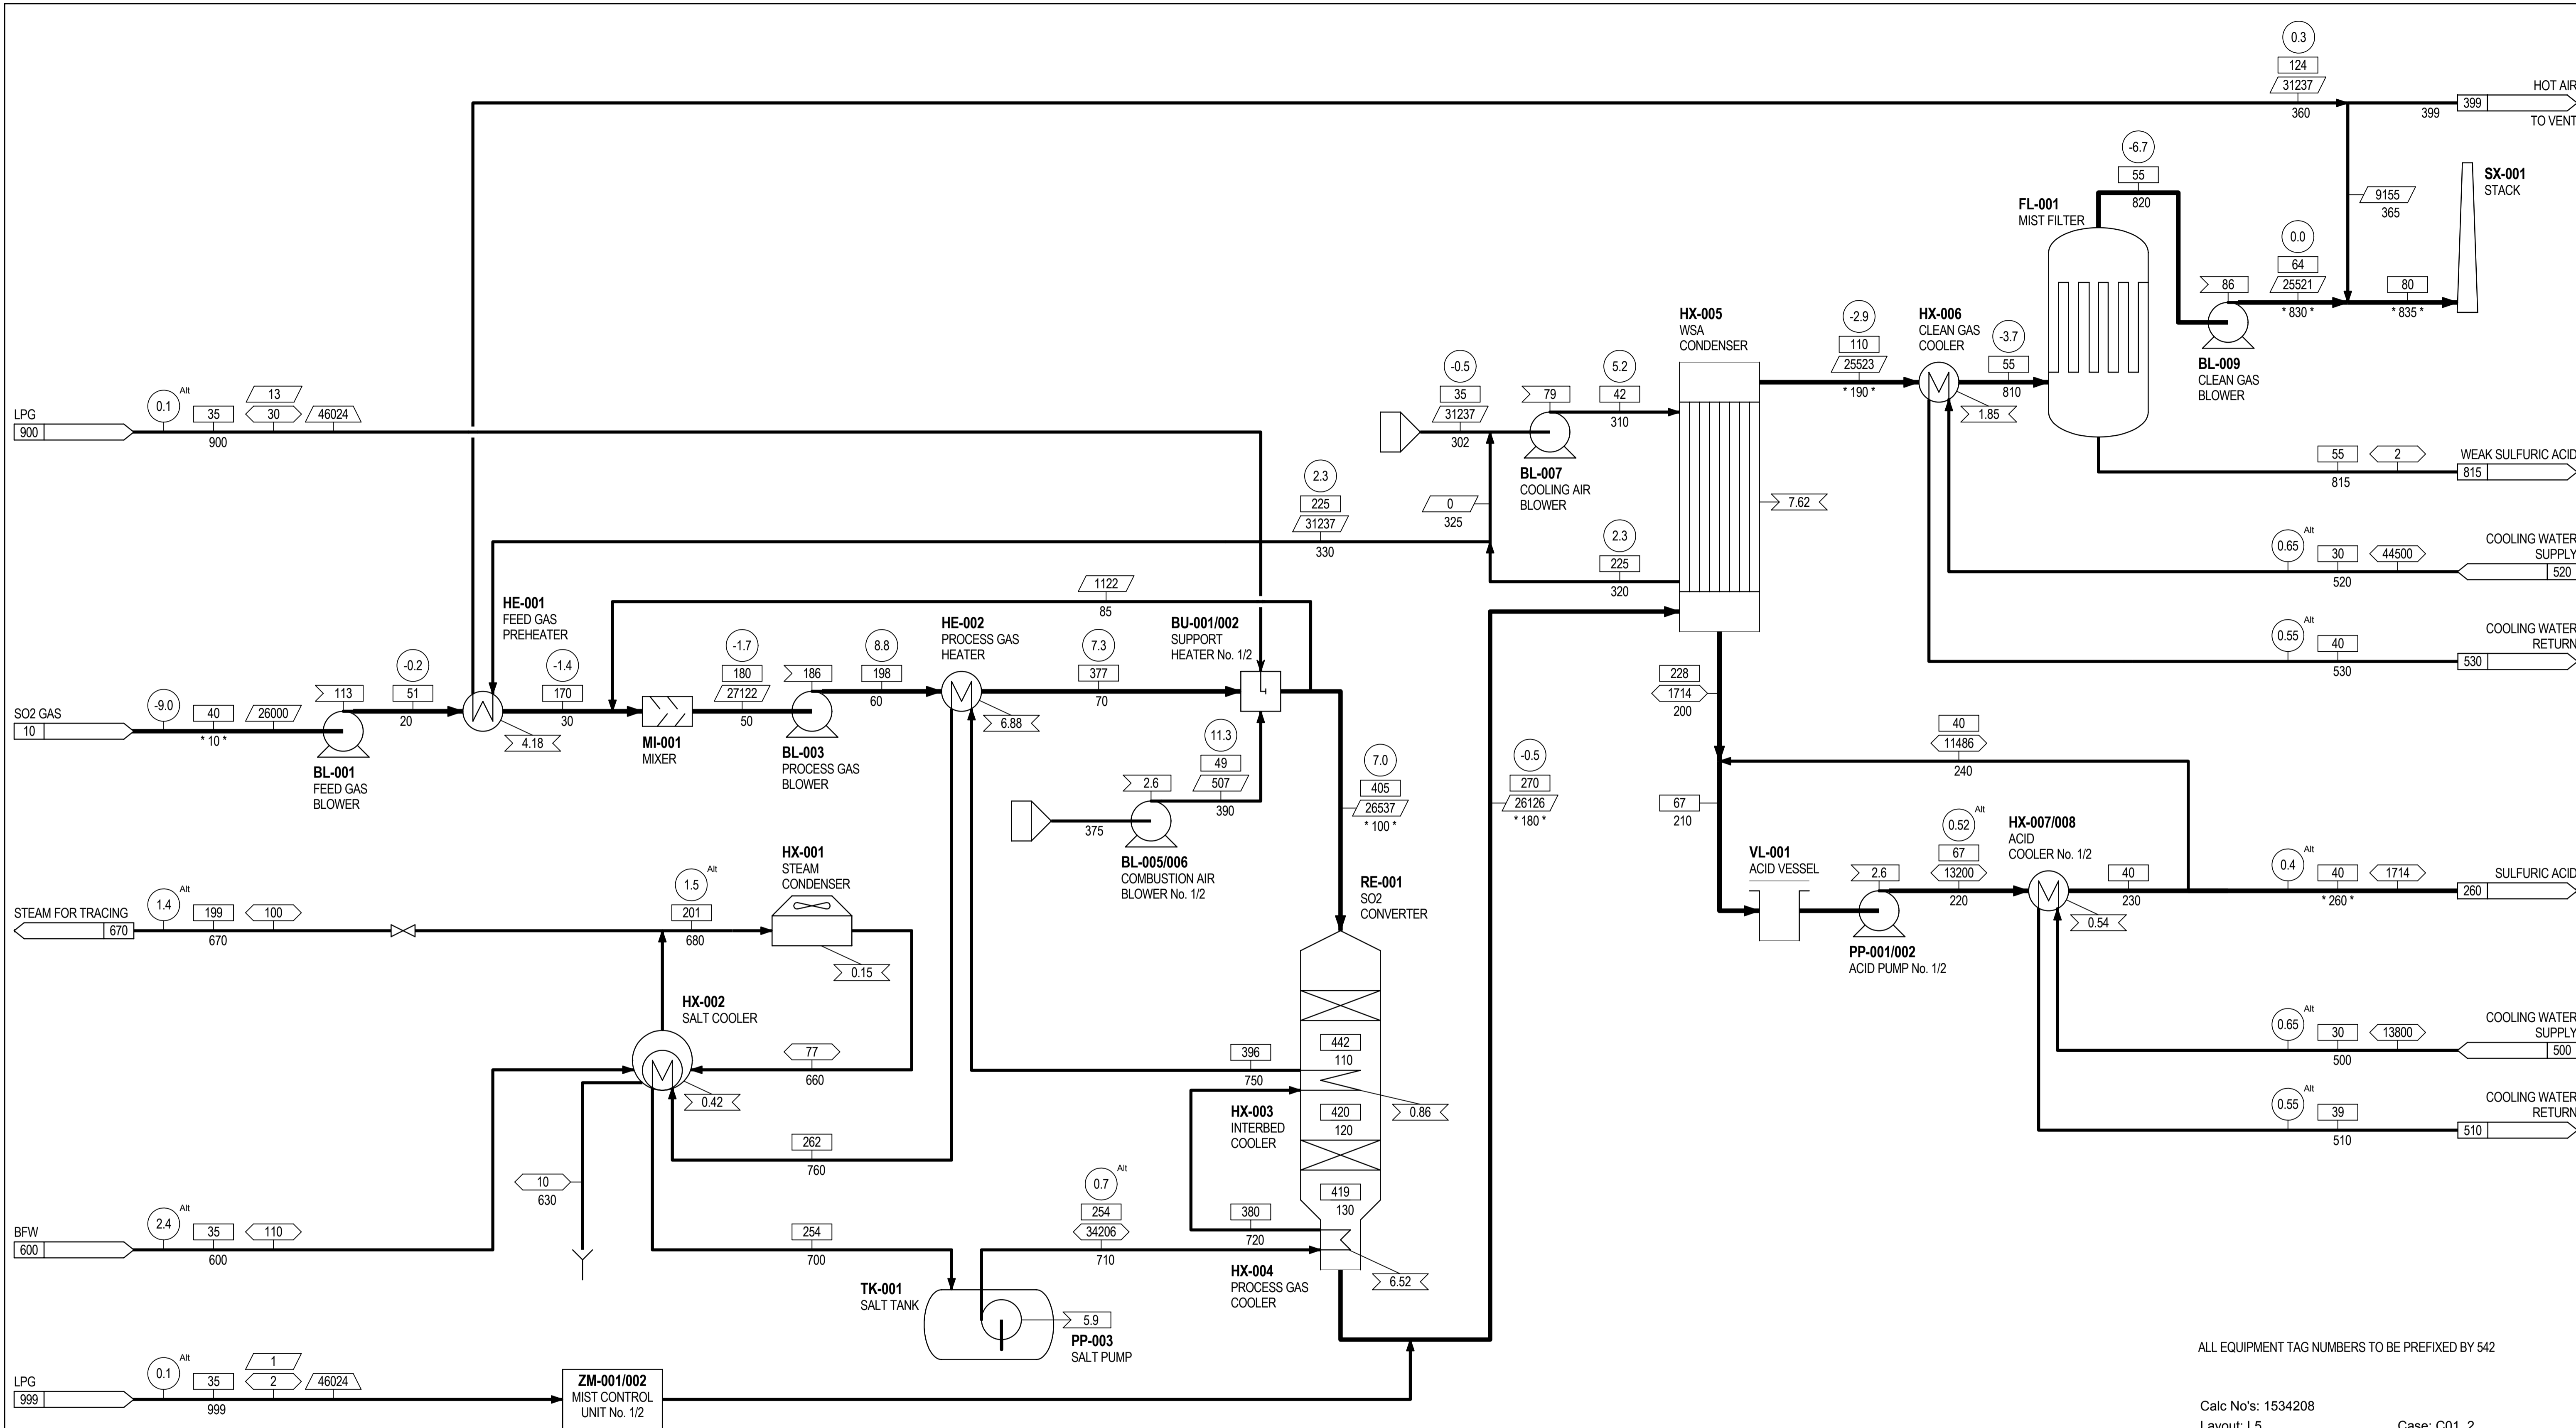 0.3
124
31237
360
399
HOT AIR
399
TO VENT
-6.7
55
820
9155
365
SX-001
STACK
FL-001
MIST FILTER
0.0
64
25521
* 830 *
80
* 835 *
86
BL-009
CLEAN GAS
BLOWER
HX-005
WSA
CONDENSER
-2.9
110
25523
* 190 *
HX-006
CLEAN GAS
COOLER
-3.7
55
810
1.85
LPG
900
0.1
Alt
35
13
30
46024
900
-0.5
35
31237
302
79
5.2
42
310
BL-007
COOLING AIR
BLOWER
7.62
55
2
815
WEAK SULFURIC ACID
815
2.3
225
31237
330
0
325
2.3
225
320
0.65
Alt
30
44500
520
COOLING WATER
SUPPLY
520
1122
85
HE-001
FEED GAS
PREHEATER
HE-002
PROCESS GAS
HEATER
BU-001/002
SUPPORT
HEATER No. 1/2
0.55
Alt
40
530
COOLING WATER
RETURN
530
SO2 GAS
10
-9.0
40
26000
* 10 *
113
BL-001
FEED GAS
BLOWER
-0.2
51
20
4.18
-1.4
170
30
MI-001
MIXER
-1.7
180
27122
50
186
BL-003
PROCESS GAS
BLOWER
8.8
198
60
6.88
7.3
377
70
228
1714
200
40
11486
240
11.3
49
507
390
2.6
375
BL-005/006
COMBUSTION AIR
BLOWER No. 1/2
7.0
405
26537
* 100 *
-0.5
270
26126
* 180 *
67
210
VL-001
ACID VESSEL
0.52
Alt
67
13200
220
2.6
PP-001/002
ACID PUMP No. 1/2
HX-007/008
ACID
COOLER No. 1/2
0.54
40
230
0.4
Alt
40
1714
* 260 *
SULFURIC ACID
260
STEAM FOR TRACING
670
1.4
Alt
199
100
670
1.5
Alt
201
680
HX-001
STEAM
CONDENSER
0.15
RE-001
SO2
CONVERTER
HX-002
SALT COOLER
0.42
77
660
396
750
442
110
HX-003
INTERBED
COOLER
420
120
0.86
0.65
Alt
30
13800
500
COOLING WATER
SUPPLY
500
0.55
Alt
39
510
COOLING WATER
RETURN
510
262
760
10
630
BFW
600
2.4
Alt
35
110
600
254
700
0.7
Alt
254
34206
710
380
720
419
130
HX-004
PROCESS GAS
COOLER
6.52
TK-001
SALT TANK
5.9
PP-003
SALT PUMP
LPG
999
0.1
Alt
35
1
2
46024
999
ZM-001/002
MIST CONTROL
UNIT No. 1/2
ALL EQUIPMENT TAG NUMBERS TO BE PREFIXED BY 542
Calc No's: 1534208
Layout: L5 Case: C01_2